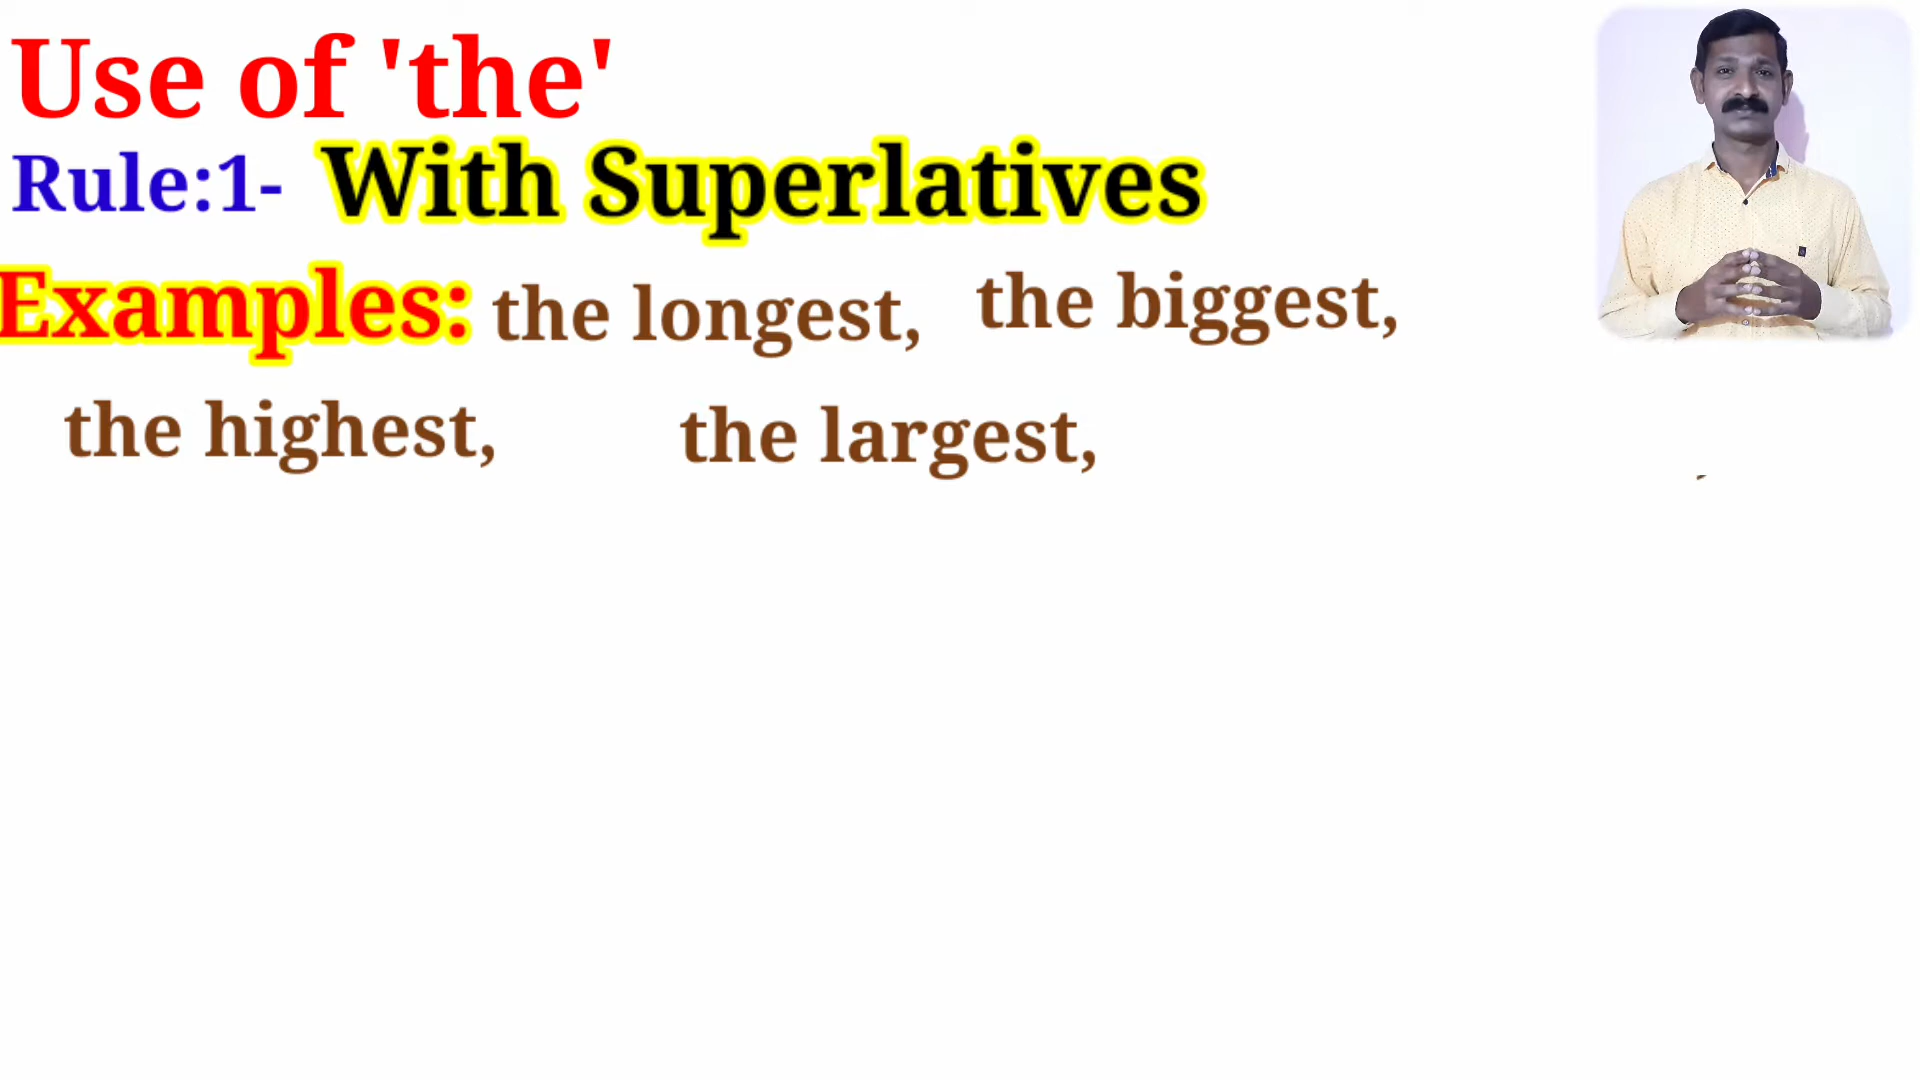 Use of 'the'
Rule:1- With Superlatives
Examples: the longest, the biggest,
the highest, the largest,